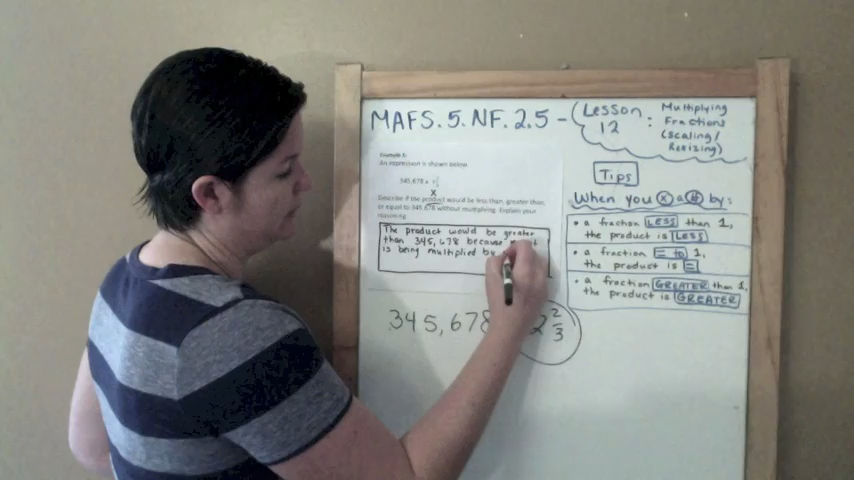 MAFS.5.NF.2.5 - Lesson 12 : Multiplying Fractions (scaling/ Resizing)
Example 3:
An expression is shown below.
345,678 ×
x
Describe if the product would be less than, greater than,
or equal to 345,678 without multiplying. Explain your
reasoning.
The product would be greater
than 345,678 because
is being multiplied by
345,678
2 2/3
Tips
When you x a # by:
• a fraction LESS than 1,
the product is LESS
• a fraction = to 1,
the product is =
• a fraction GREATER than 1,
the product is GREATER